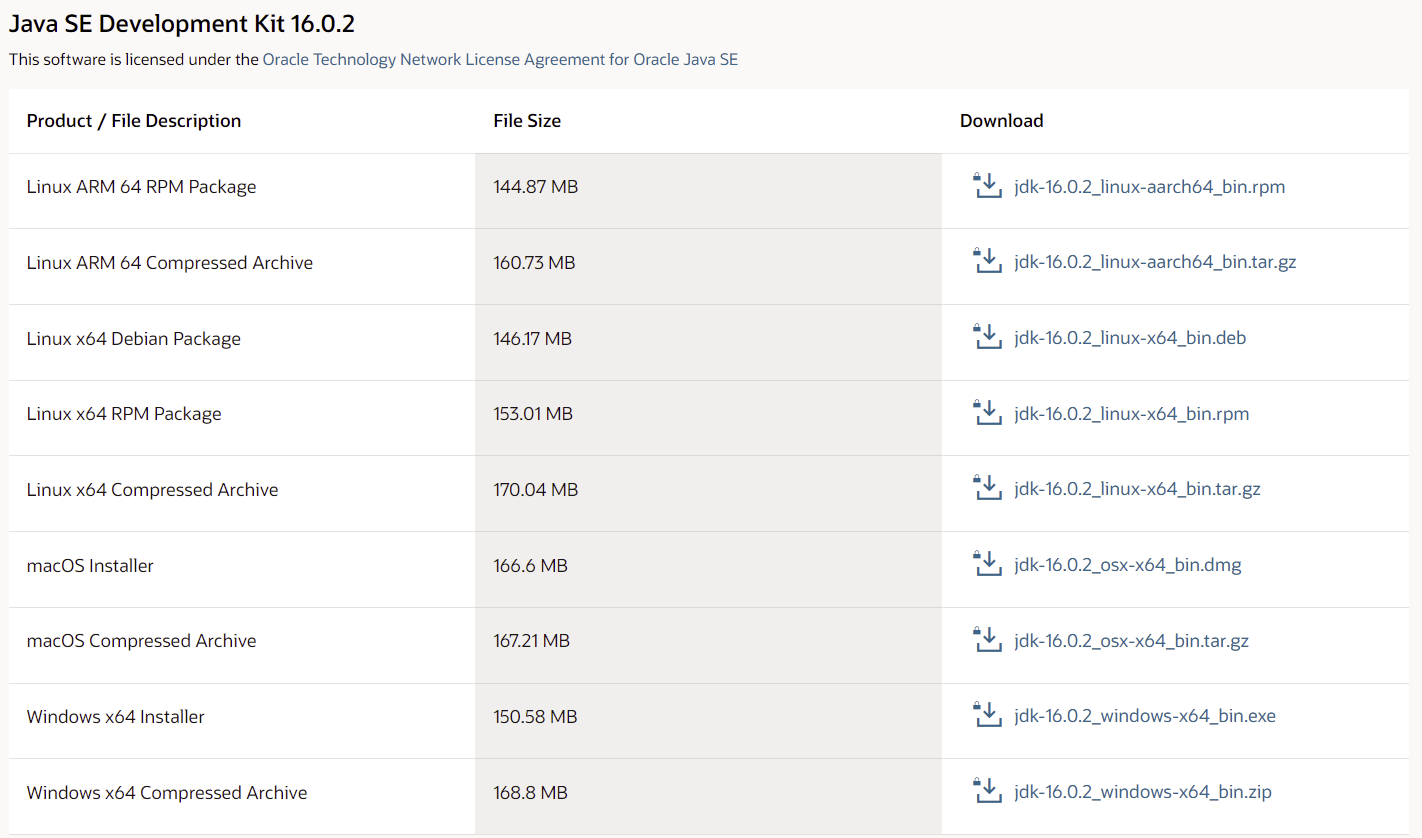 Java SE Development Kit 16.0.2
This software is licensed under the Oracle Technology Network License Agreement for Oracle Java SE
Product / File Description File Size Download
Linux ARM 64 RPM Package 144.87 MB jdk-16.0.2_linux-aarch64_bin.rpm
Linux ARM 64 Compressed Archive 160.73 MB jdk-16.0.2_linux-aarch64_bin.tar.gz
Linux x64 Debian Package 146.17 MB jdk-16.0.2_linux-x64_bin.deb
Linux x64 RPM Package 153.01 MB jdk-16.0.2_linux-x64_bin.rpm
Linux x64 Compressed Archive 170.04 MB jdk-16.0.2_linux-x64_bin.tar.gz
macOS Installer 166.6 MB jdk-16.0.2_osx-x64_bin.dmg
macOS Compressed Archive 167.21 MB jdk-16.0.2_osx-x64_bin.tar.gz
Windows x64 Installer 150.58 MB jdk-16.0.2_windows-x64_bin.exe
Windows x64 Compressed Archive 168.8 MB jdk-16.0.2_windows-x64_bin.zip